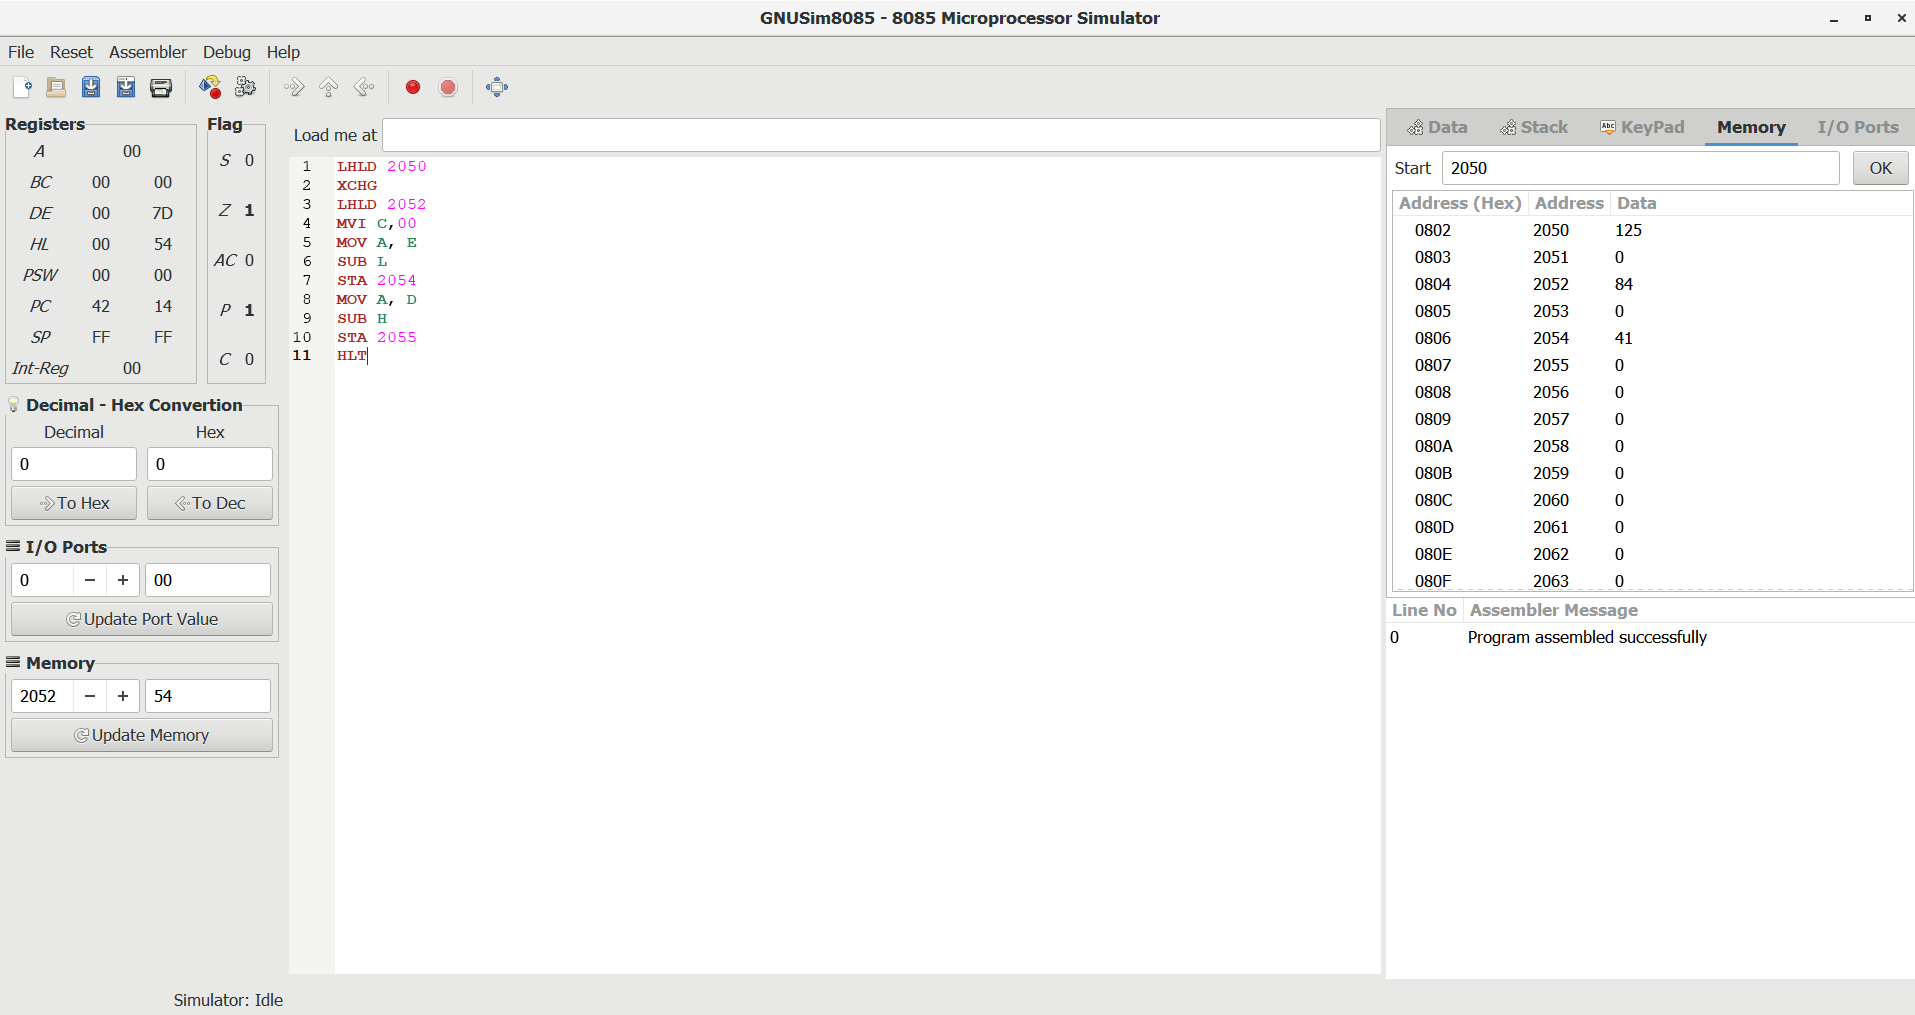 GNUSim8085 - 8085 Microprocessor Simulator
File Reset Assembler Debug Help
Registers
A 00
BC 00 00
DE 00 7D
HL 00 54
PSW 00 00
PC 42 14
SP FF FF
Int-Reg 00
Flag
S 0
Z 1
AC 0
P 1
C 0
Decimal - Hex Convertion
Decimal Hex
0 0
To Hex To Dec
I/O Ports
0 − + 00
Update Port Value
Memory
2052 − + 54
Update Memory
Load me at
1 LHLD 2050
2 XCHG
3 LHLD 2052
4 MVI C,00
5 MOV A, E
6 SUB L
7 STA 2054
8 MOV A, D
9 SUB H
10 STA 2055
11 HLT
Data Stack Abc KeyPad Memory I/O Ports
Start 2050 OK
Address (Hex) Address Data
0802 2050 125
0803 2051 0
0804 2052 84
0805 2053 0
0806 2054 41
0807 2055 0
0808 2056 0
0809 2057 0
080A 2058 0
080B 2059 0
080C 2060 0
080D 2061 0
080E 2062 0
080F 2063 0
Line No Assembler Message
0 Program assembled successfully
Simulator: Idle